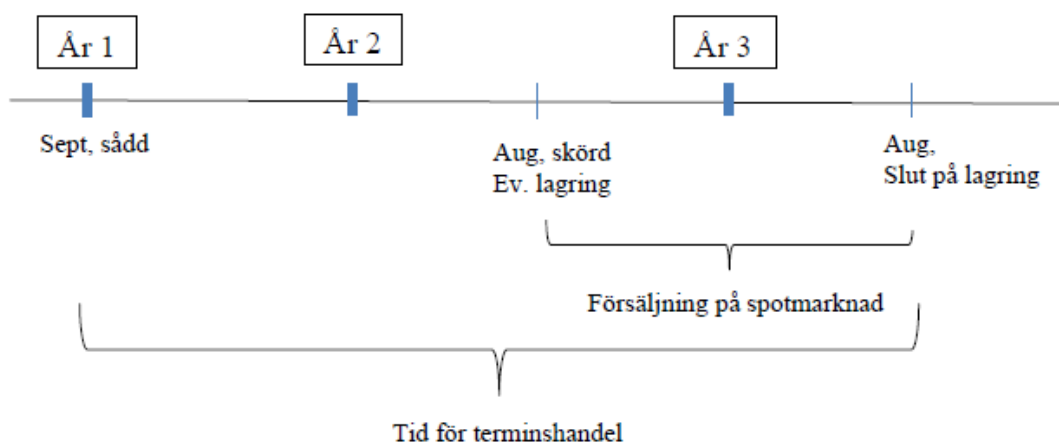 År 1
År 2
År 3
Sept, sådd
Aug, skörd
Ev. lagring
Aug,
Slut på lagring
Försäljning på spotmarknad
Tid för terminshandel